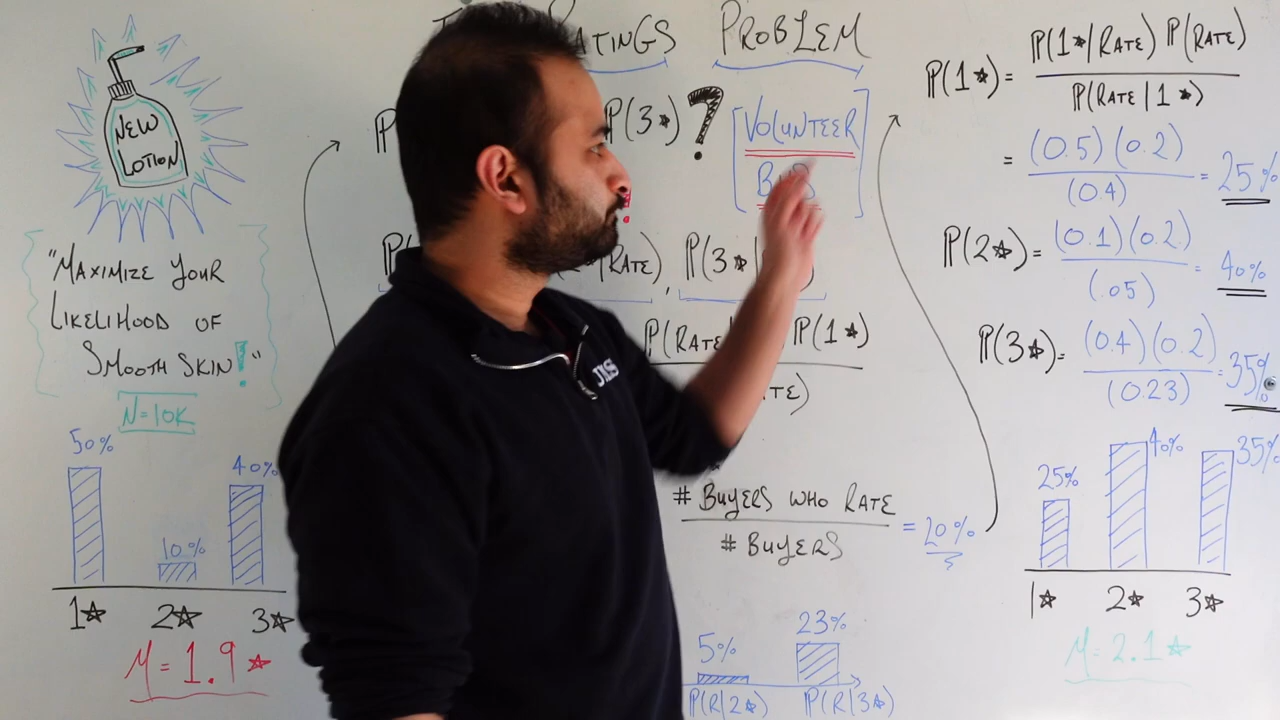 ATINGS PROBLEM
NEW
LOTION
"MAXIMIZE YOUR
LIKELIHOOD OF
SMOOTH SKIN!"
N=10K
50%
10%
40%
1★ 2★ 3★
M=1.9★
P(3★)?
[VOLUNTEER
|RATE), P(3★|
P(1★)
# BUYERS WHO RATE
# BUYERS
= 20%
5%
23%
P(R|2★) P(R|3★)
P(1★) = P(1★|RATE) P(RATE)
P(RATE|1★)
= (0.5)(0.2)
(0.4)
= 25%
P(2★) = (0.1)(0.2)
(.05)
= 40%
P(3★) = (0.4)(0.2)
(0.23)
= 35%
25%
40%
35%
1★ 2★ 3★
M=2.1★